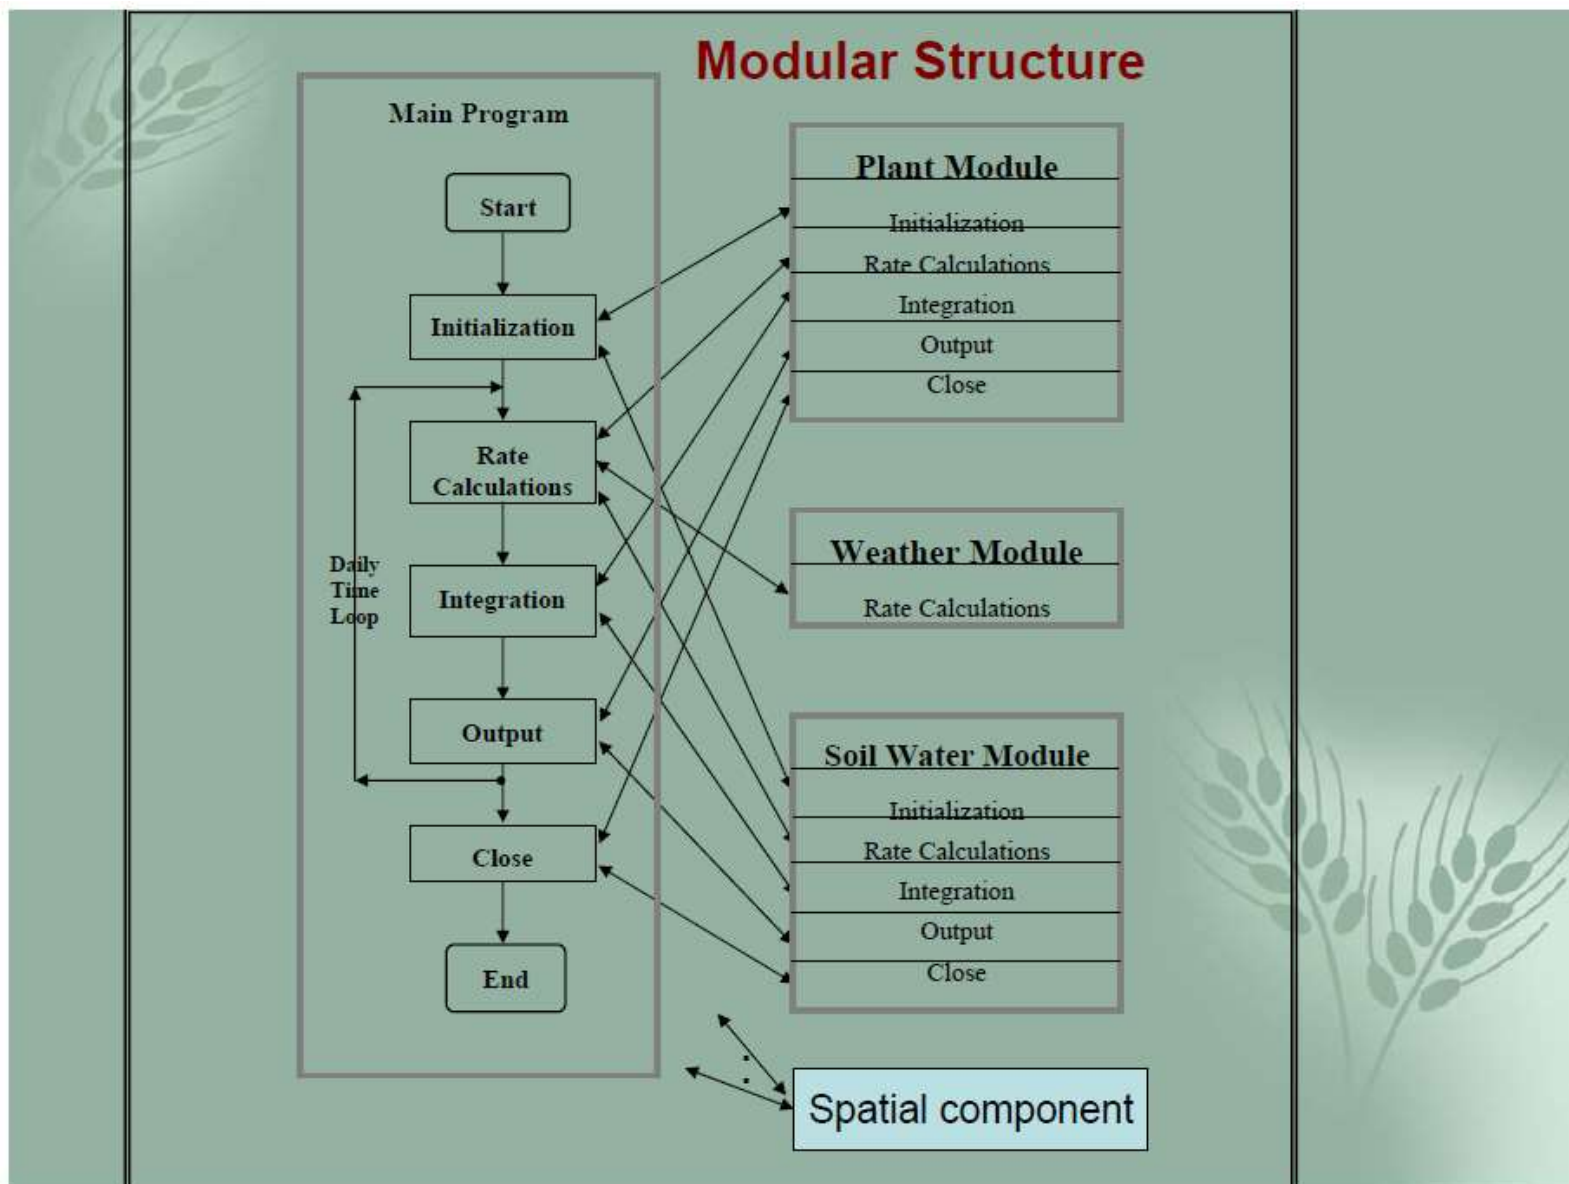 Modular Structure
Main Program
Start
Initialization
Rate
Calculations
Daily
Time
Loop
Integration
Output
Close
End
Plant Module
Initialization
Rate Calculations
Integration
Output
Close
Weather Module
Rate Calculations
Soil Water Module
Initialization
Rate Calculations
Integration
Output
Close
:
Spatial component